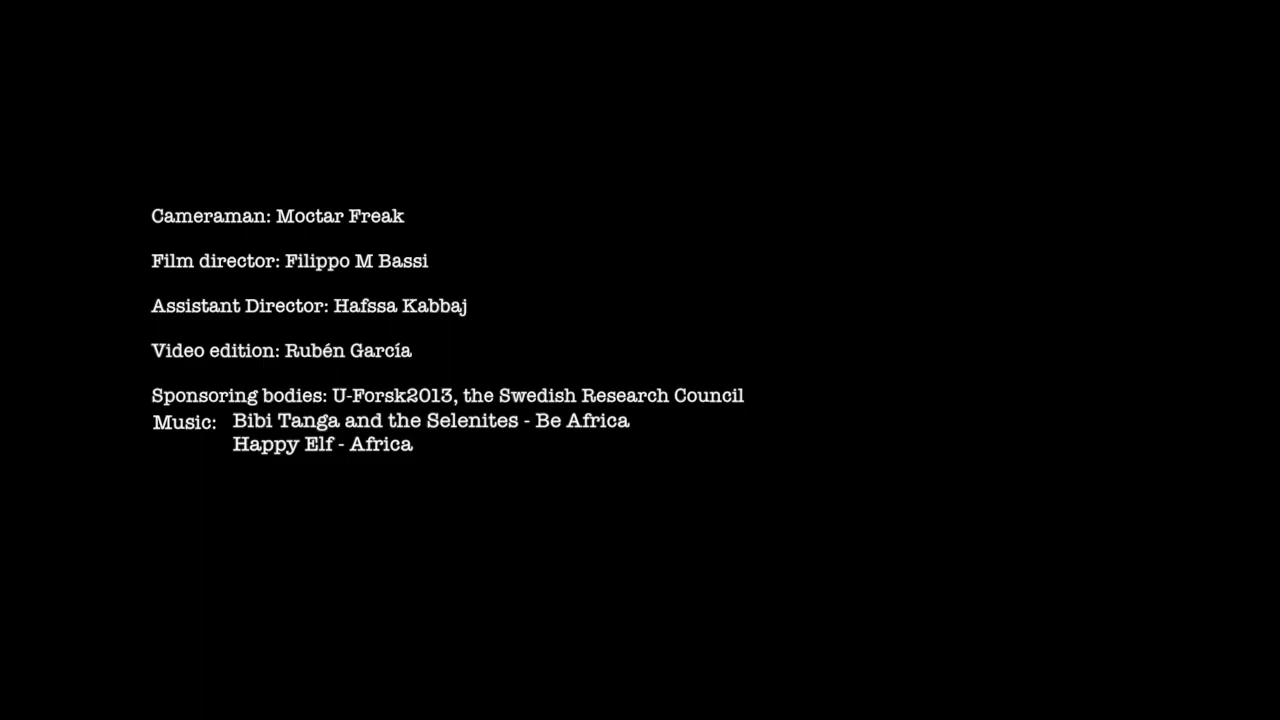 Cameraman: Moctar Freak
Film director: Filippo M Bassi
Assistant Director: Hafssa Kabbaj
Video edition: Rubén García
Sponsoring bodies: U-Forsk2013, the Swedish Research Council
Music: Bibi Tanga and the Selenites - Be Africa
Happy Elf - Africa